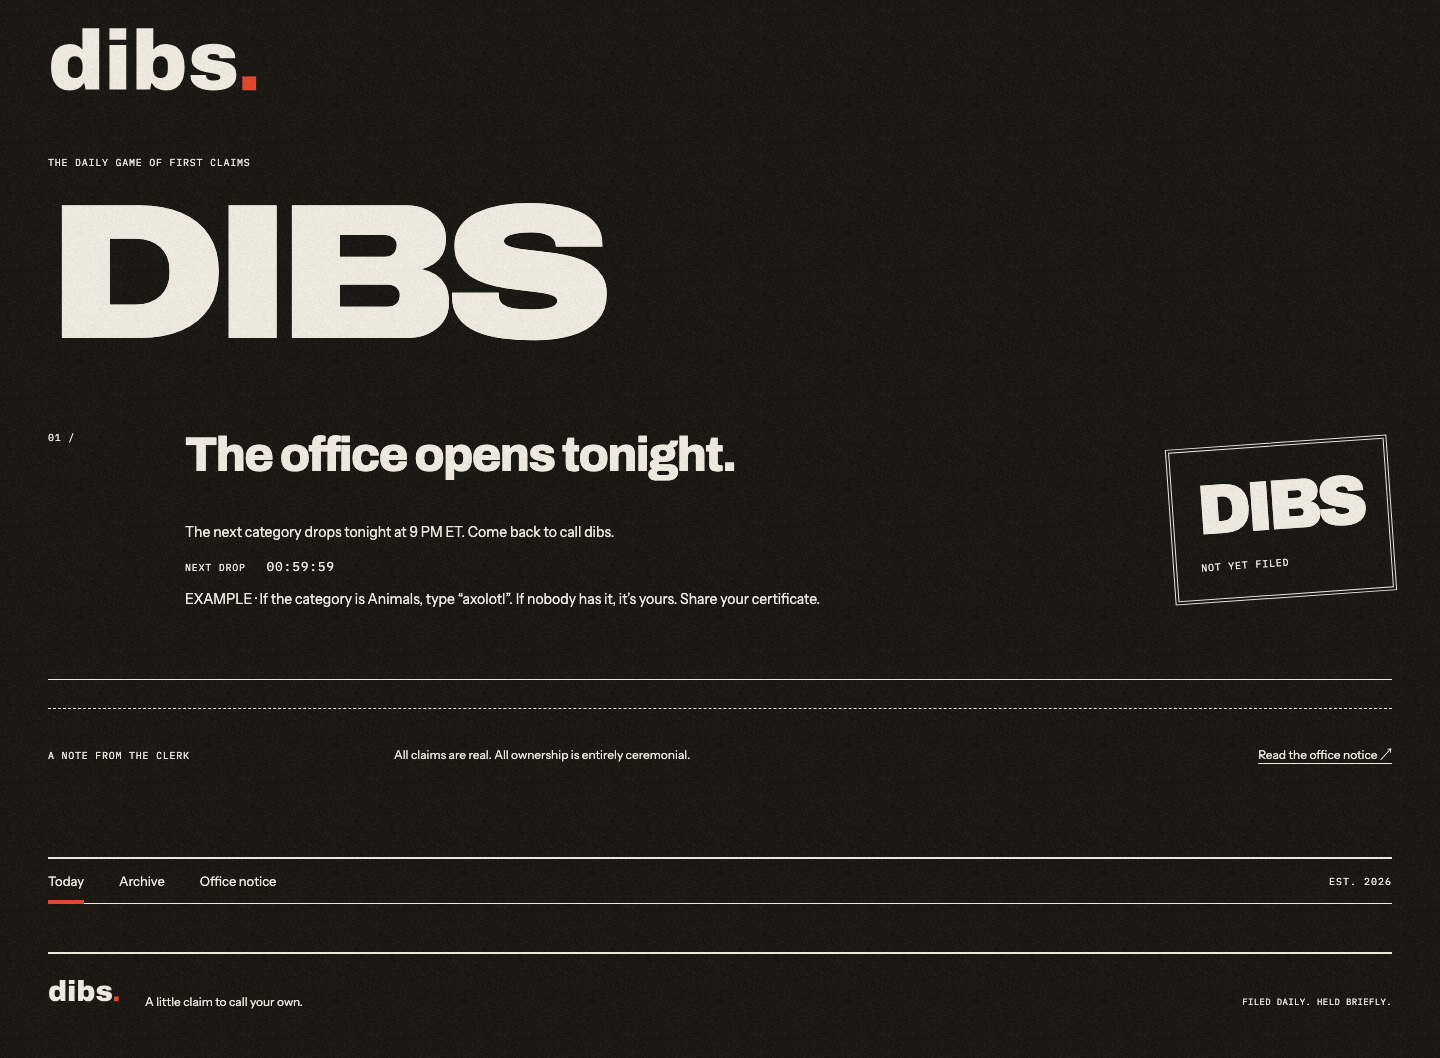 dibs.
THE DAILY GAME OF FIRST CLAIMS
DIBS
01 /
The office opens tonight.
The next category drops tonight at 9 PM ET. Come back to call dibs.
NEXT DROP 00:59:59
EXAMPLE · If the category is Animals, type “axolotl”. If nobody has it, it’s yours. Share your certificate.
DIBS
NOT YET FILED
A NOTE FROM THE CLERK
All claims are real. All ownership is entirely ceremonial.
Read the office notice ↗
Today Archive Office notice
EST. 2026
dibs.
A little claim to call your own.
FILED DAILY. HELD BRIEFLY.